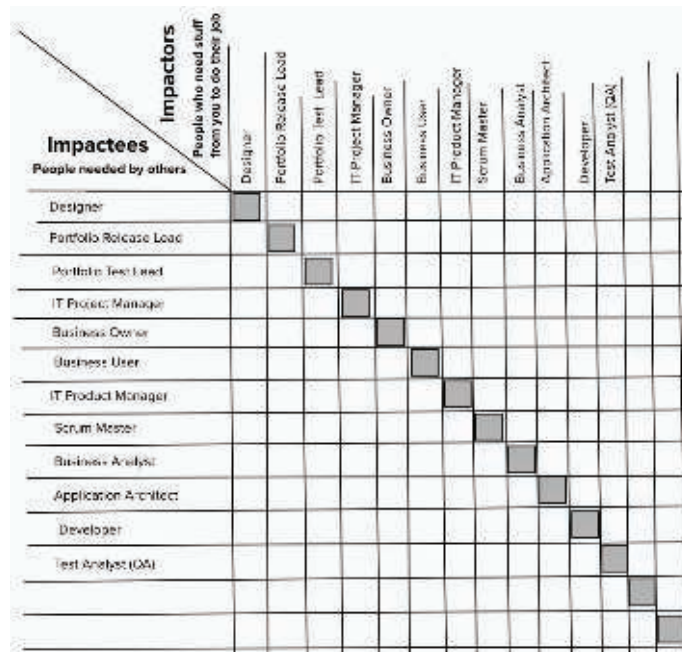 Impactors
People who need stuff
from you to do their job
Impactees
People needed by others
Designer
Portfolio Release Lead
Portfolio Test Lead
IT Project Manager
Business Owner
Business User
IT Product Manager
Scrum Master
Business Analyst
Application Architect
Developer
Test Analyst (QA)
Designer
Portfolio Release Lead
Portfolio Test Lead
IT Project Manager
Business Owner
Business User
IT Product Manager
Scrum Master
Business Analyst
Application Architect
Developer
Test Analyst (QA)